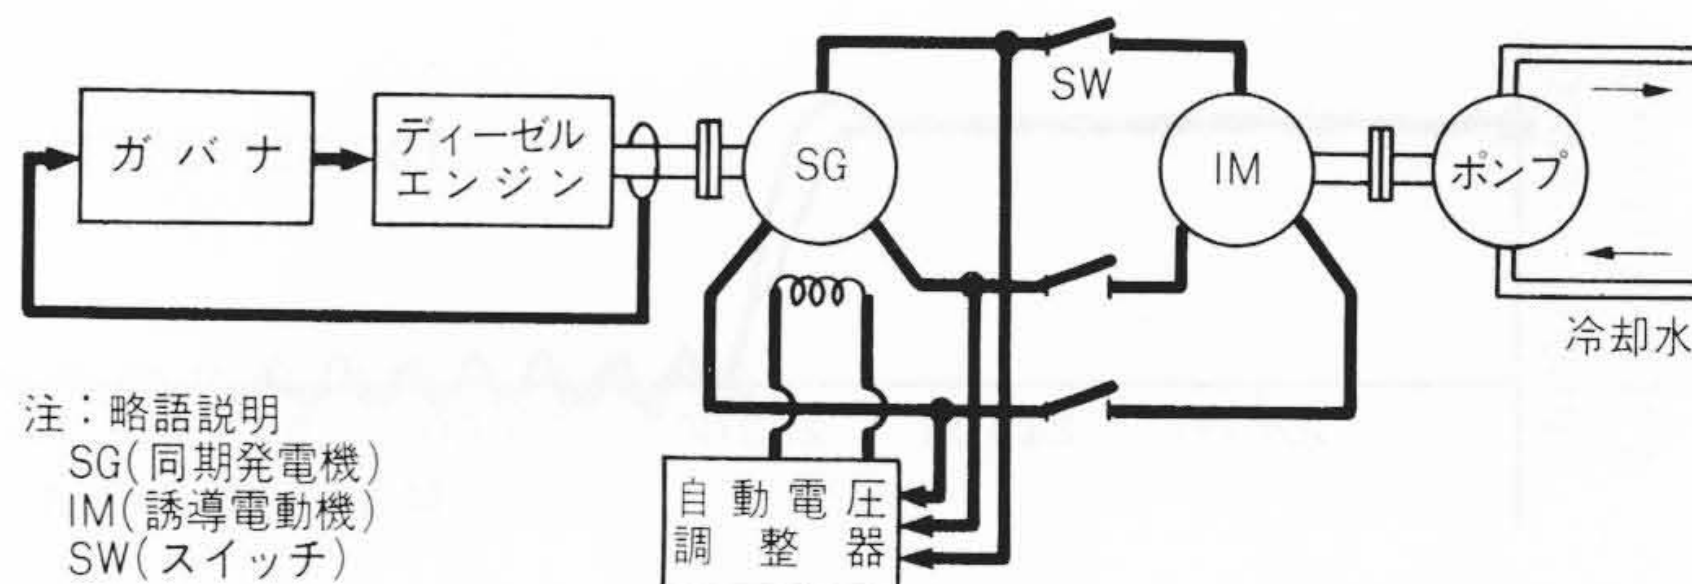 ガバナ
ディーゼル
エンジン
SG
SW
IM
ポンプ
冷却水
自動電圧
調整器
注：略語説明
SG(同期発電機)
IM(誘導電動機)
SW(スイッチ)